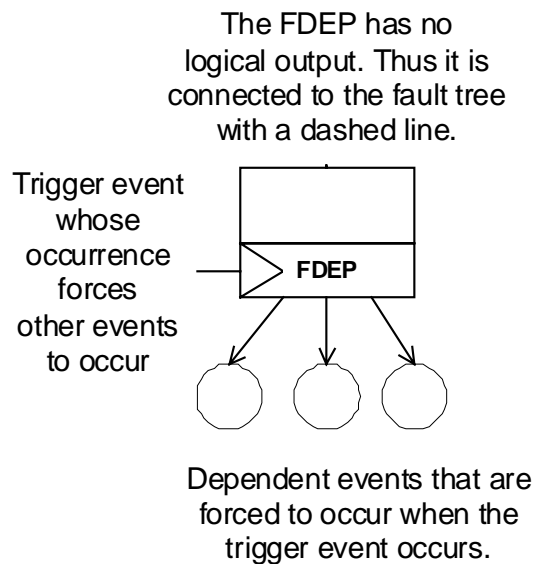 The FDEP has no
logical output. Thus it is
connected to the fault tree
with a dashed line.
Trigger event
whose
occurrence
forces
other events
to occur
FDEP
Dependent events that are
forced to occur when the
trigger event occurs.